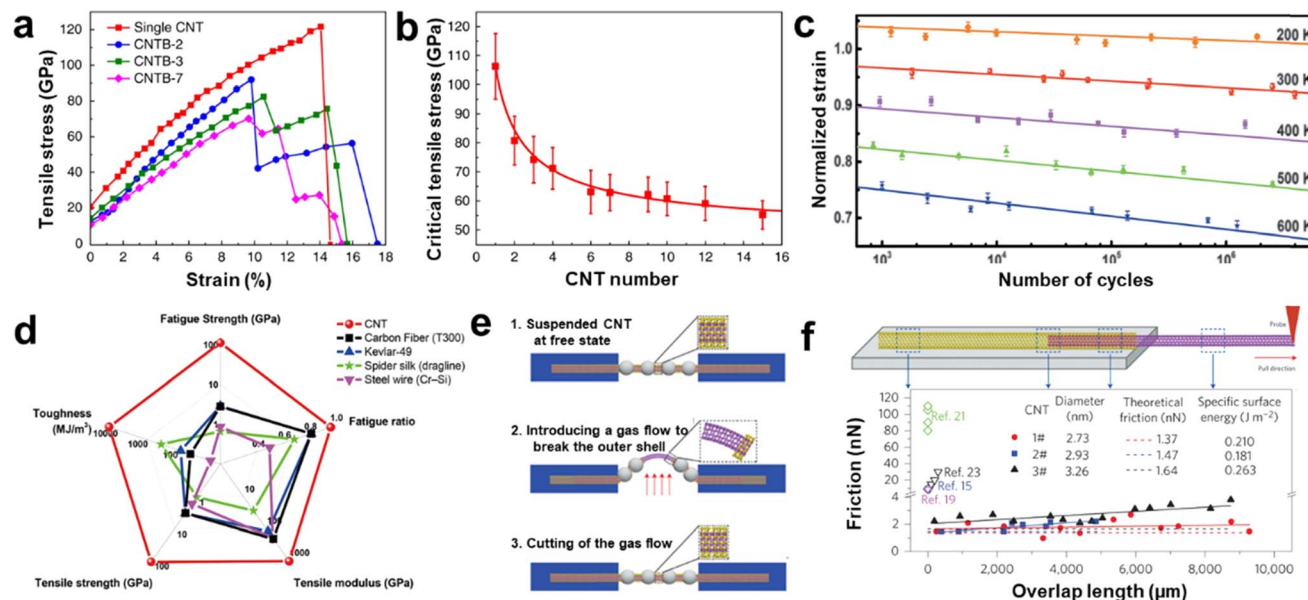 a
Tensile stress (GPa)
120
100
80
60
40
20
0
Single CNT
CNTB-2
CNTB-3
CNTB-7
0 2 4 6 8 10 12 14 16 18
Strain (%)
b
Critical tensile stress (GPa)
120
110
100
90
80
70
60
50
0 2 4 6 8 10 12 14 16
CNT number
c
Normalized strain
1.0
0.9
0.8
0.7
200 K
300 K
400 K
500 K
600 K
10³ 10⁴ 10⁵ 10⁶
Number of cycles
d
Fatigue Strength (GPa)
CNT
Carbon Fiber (T300)
Kevlar-49
Spider silk (dragline)
Steel wire (Cr–Si)
100
10
1
Toughness
(MJ/m³)
10000
1000
100
Fatigue ratio
1.0
0.8
0.6
0.4
10
100
1
10
100
Tensile strength (GPa)
Tensile modulus (GPa)
e
1. Suspended CNT
at free state
2. Introducing a gas flow to
break the outer shell
3. Cutting of the gas flow
f
Probe
Pull direction
Friction (nN)
120
100
80
60
40
20
4
2
0
Ref. 21
Ref. 23
Ref. 15
Ref. 19
CNT Diameter (nm) Theoretical friction (nN) Specific surface energy (J m⁻²)
1# 2.73 1.37 0.210
2# 2.93 1.47 0.181
3# 3.26 1.64 0.263
0 2,000 4,000 6,000 8,000 10,000
Overlap length (μm)